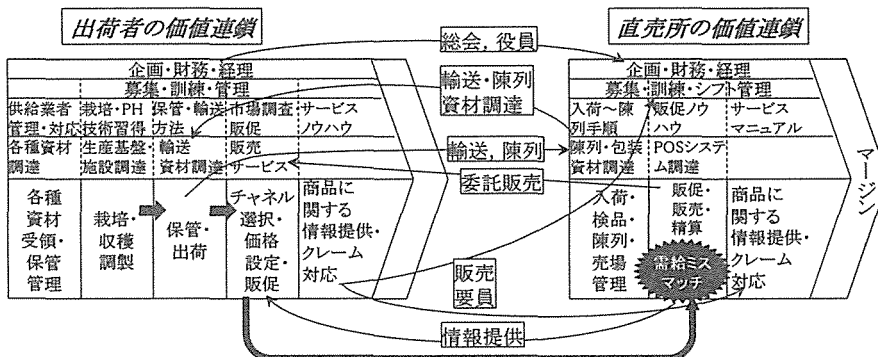 出荷者の価値連鎖
企画・財務・経理
募集・訓練・管理
供給業者
管理・対応
栽培・PH
技術習得
保管・輸送
方法
市場調査
販促
サービス
ノウハウ
各種資材
調達
生産基盤・
施設調達
輸送
資材調達
販売
サービス
各種
資材
受領・
保管
管理
栽培・
収穫
調製
保管・
出荷
チャネル
選択・
価格
設定・
販促
商品に
関する
情報提供・
クレーム
対応
総会, 役員
輸送・陳列
資材調達
輸送, 陳列
委託販売
販売
要員
情報提供
直売所の価値連鎖
企画・財務・経理
募集・訓練・シフト管理
入荷〜陳
列手順
販促ノウ
ハウ
サービス
マニュアル
陳列・包装
資材調達
POSシステ
ム調達
入荷・
検品・
陳列・
売場
管理
販促・
販売・
精算
需給ミス
マッチ
商品に
関する
情報提供・
クレーム
対応
マージン